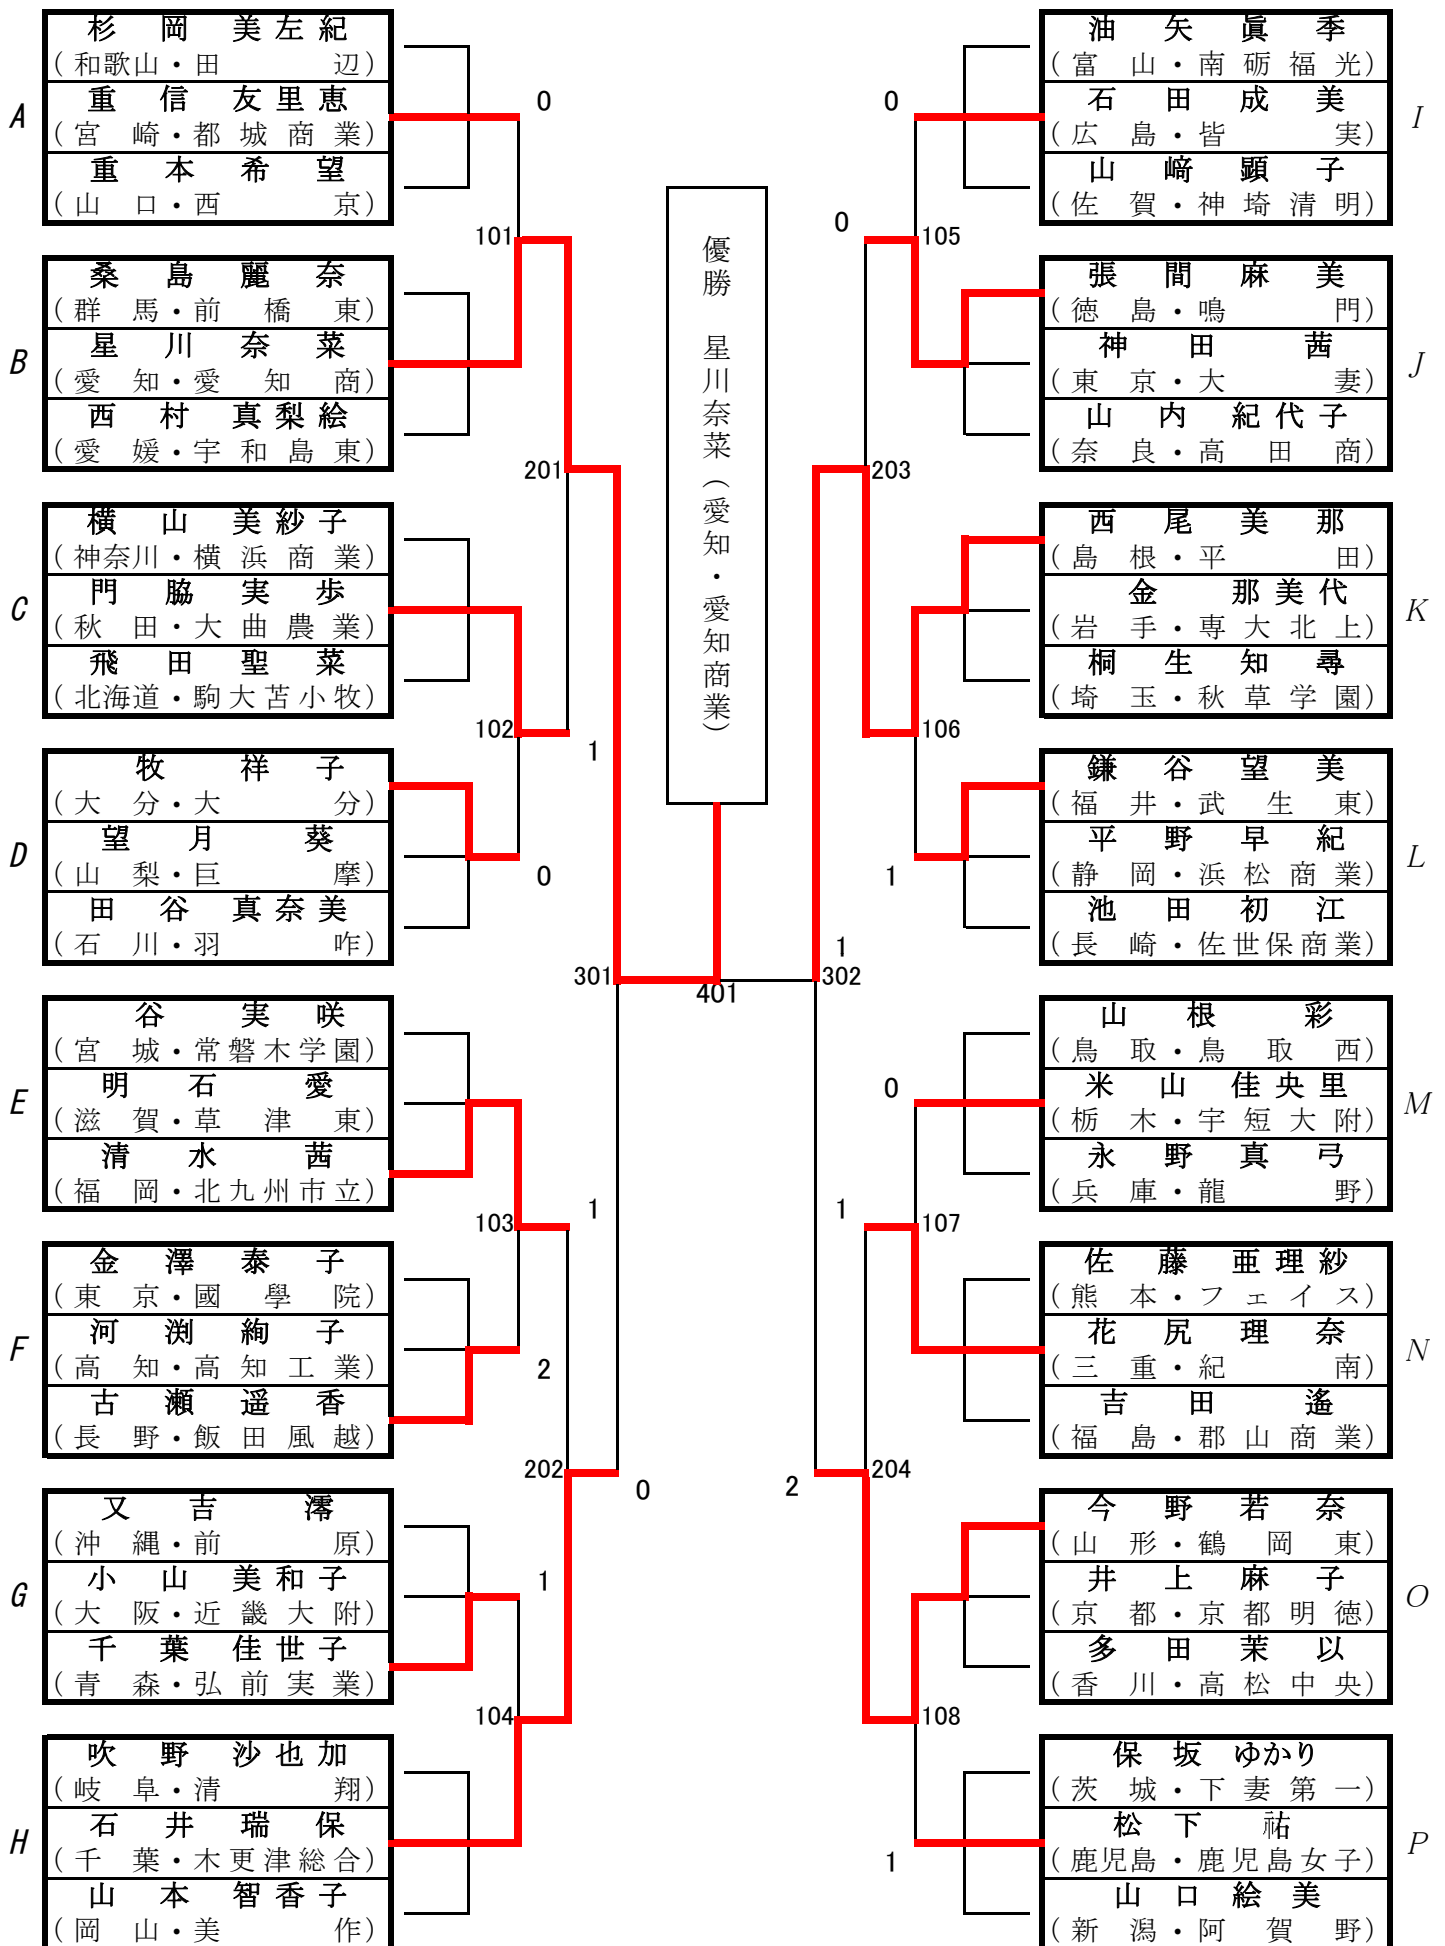 A
杉岡美左紀
(和歌山・田辺)
重信友里恵
(宮崎・都城商業)
重本希望
(山口・西京)
B
桑島麗奈
(群馬・前橋東)
星川奈菜
(愛知・愛知商)
西村真梨絵
(愛媛・宇和島東)
C
横山美紗子
(神奈川・横浜商業)
門脇実歩
(秋田・大曲農業)
飛田聖菜
(北海道・駒大苫小牧)
D
牧祥子
(大分・大分)
望月葵
(山梨・巨摩)
田谷真奈美
(石川・羽咋)
E
谷実咲
(宮城・常磐木学園)
明石愛
(滋賀・草津東)
清水茜
(福岡・北九州市立)
F
金澤泰子
(東京・國學院)
河渕絢子
(高知・高知工業)
古瀬遥香
(長野・飯田風越)
G
又吉澪
(沖縄・前原)
小山美和子
(大阪・近畿大附)
千葉佳世子
(青森・弘前実業)
H
吹野沙也加
(岐阜・清翔)
石井瑞保
(千葉・木更津総合)
山本智香子
(岡山・美作)
0
101
201
102
1
0
301
103
1
2
202
0
1
104
優勝 星川奈菜(愛知・愛知商業)
401
0
0
105
203
106
1
1
302
0
1
107
2
204
108
1
油矢眞季
(富山・南砺福光)
石田成美
(広島・皆実)
山﨑顕子
(佐賀・神埼清明)
I
張間麻美
(徳島・鳴門)
神田茜
(東京・大妻)
山内紀代子
(奈良・高田商)
J
西尾美那
(島根・平田)
金那美代
(岩手・専大北上)
桐生知尋
(埼玉・秋草学園)
K
鎌谷望美
(福井・武生東)
平野早紀
(静岡・浜松商業)
池田初江
(長崎・佐世保商業)
L
山根彩
(鳥取・鳥取西)
米山佳央里
(栃木・宇短大附)
永野真弓
(兵庫・龍野)
M
佐藤亜理紗
(熊本・フェイス)
花尻理奈
(三重・紀南)
吉田遙
(福島・郡山商業)
N
今野若奈
(山形・鶴岡東)
井上麻子
(京都・京都明徳)
多田茉以
(香川・高松中央)
O
保坂ゆかり
(茨城・下妻第一)
松下祐
(鹿児島・鹿児島女子)
山口絵美
(新潟・阿賀野)
P